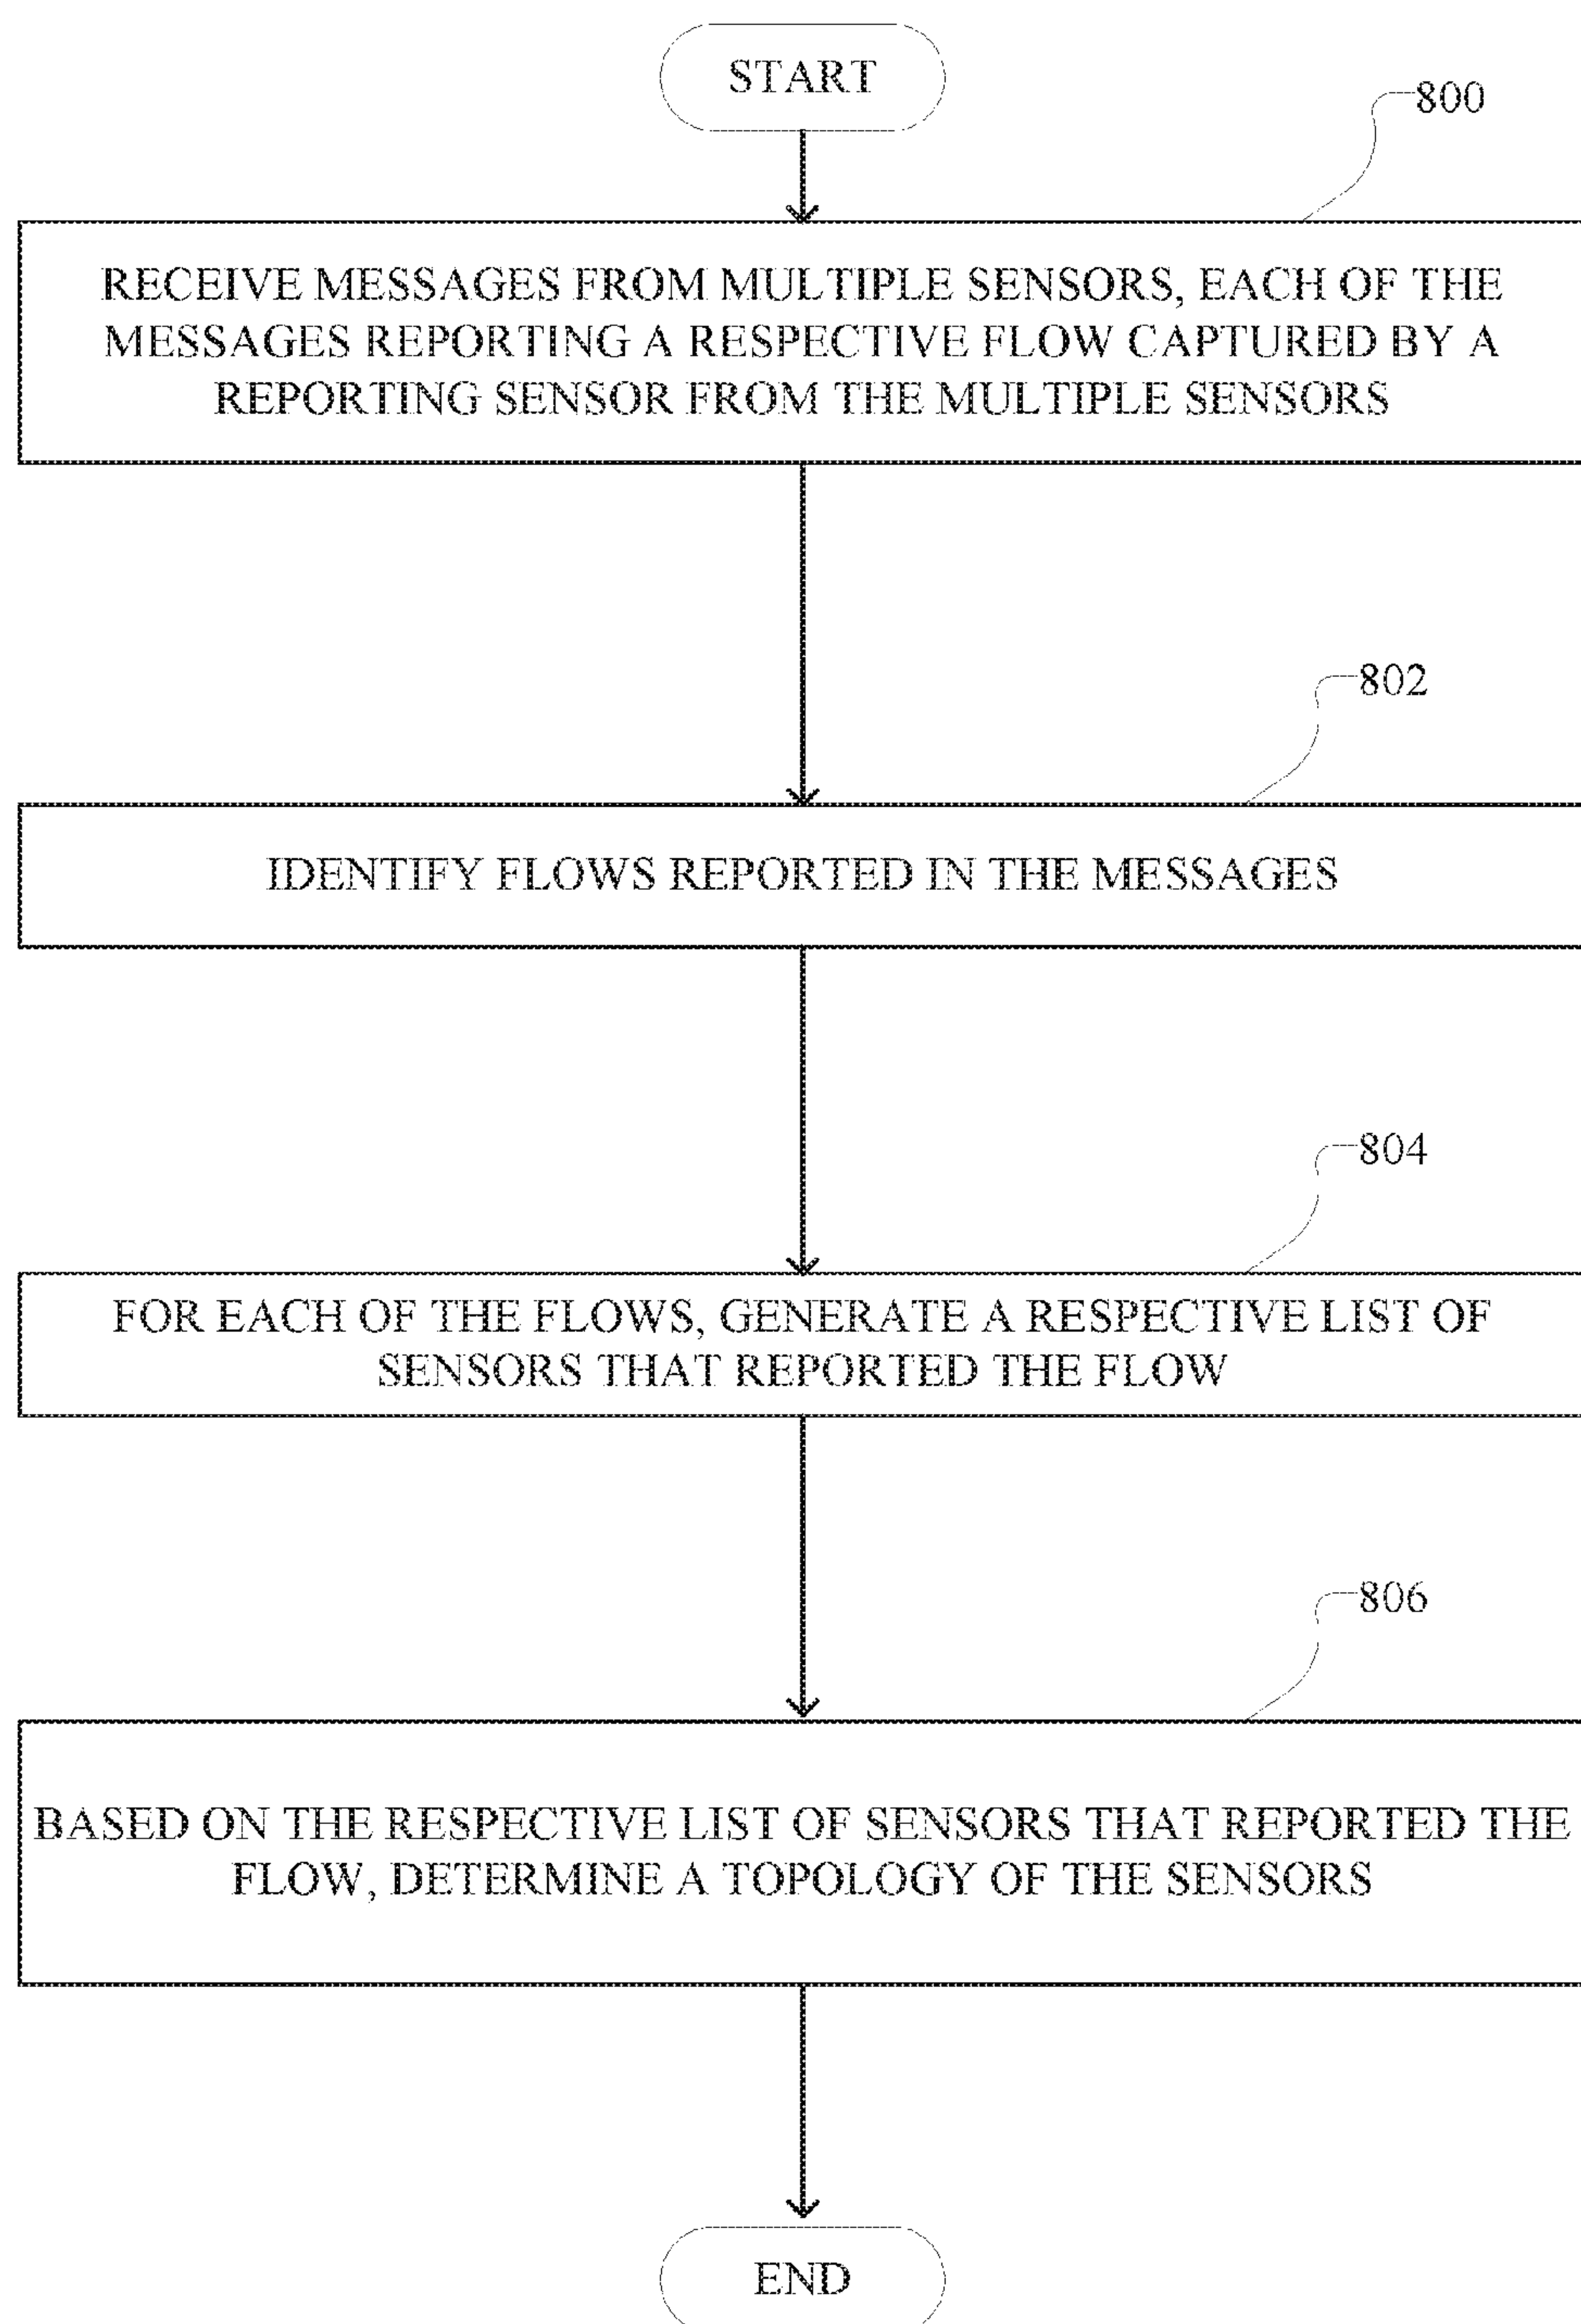 START
800
RECEIVE MESSAGES FROM MULTIPLE SENSORS, EACH OF THE
MESSAGES REPORTING A RESPECTIVE FLOW CAPTURED BY A
REPORTING SENSOR FROM THE MULTIPLE SENSORS
802
IDENTIFY FLOWS REPORTED IN THE MESSAGES
804
FOR EACH OF THE FLOWS, GENERATE A RESPECTIVE LIST OF
SENSORS THAT REPORTED THE FLOW
806
BASED ON THE RESPECTIVE LIST OF SENSORS THAT REPORTED THE
FLOW, DETERMINE A TOPOLOGY OF THE SENSORS
END